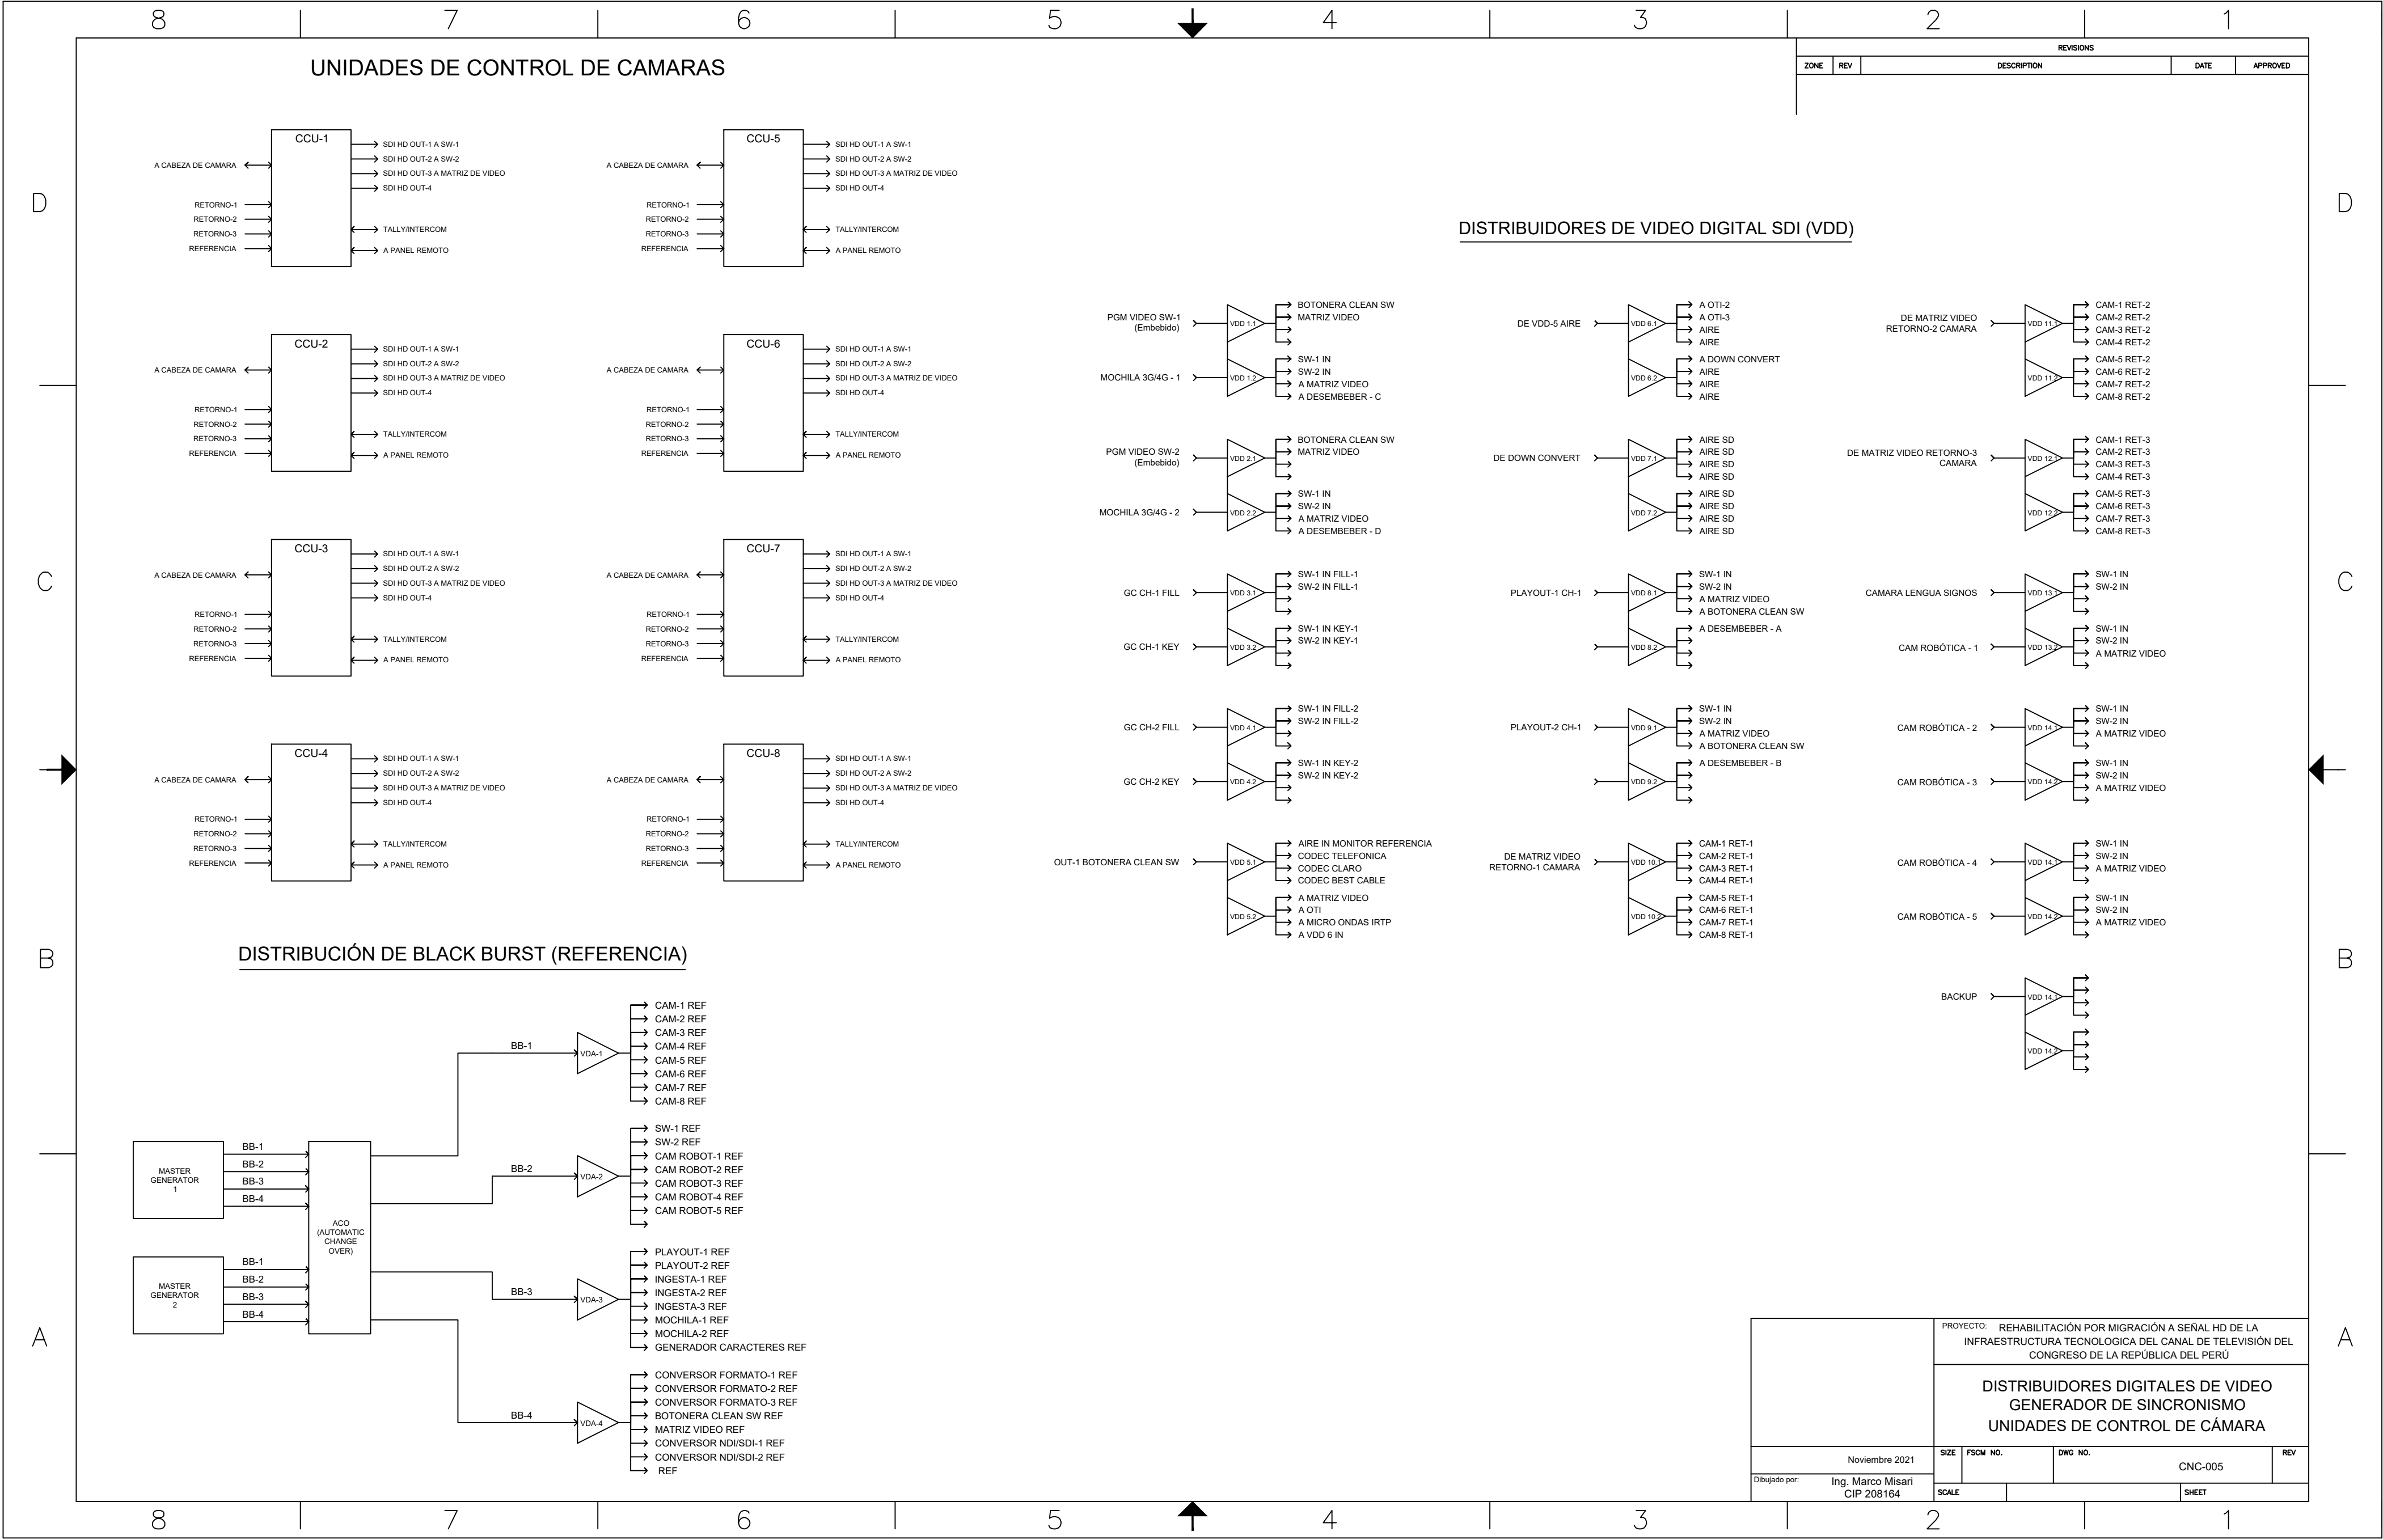 8 7 6 5 4 3 2 1
REVISIONS
ZONE REV DESCRIPTION DATE APPROVED
UNIDADES DE CONTROL DE CAMARAS
D
D
C
C
B
B
A
A
CCU-1
A CABEZA DE CAMARA
RETORNO-1
RETORNO-2
RETORNO-3
REFERENCIA
SDI HD OUT-1 A SW-1
SDI HD OUT-2 A SW-2
SDI HD OUT-3 A MATRIZ DE VIDEO
SDI HD OUT-4
TALLY/INTERCOM
A PANEL REMOTO
CCU-5
A CABEZA DE CAMARA
RETORNO-1
RETORNO-2
RETORNO-3
REFERENCIA
SDI HD OUT-1 A SW-1
SDI HD OUT-2 A SW-2
SDI HD OUT-3 A MATRIZ DE VIDEO
SDI HD OUT-4
TALLY/INTERCOM
A PANEL REMOTO
CCU-2
A CABEZA DE CAMARA
RETORNO-1
RETORNO-2
RETORNO-3
REFERENCIA
SDI HD OUT-1 A SW-1
SDI HD OUT-2 A SW-2
SDI HD OUT-3 A MATRIZ DE VIDEO
SDI HD OUT-4
TALLY/INTERCOM
A PANEL REMOTO
CCU-6
A CABEZA DE CAMARA
RETORNO-1
RETORNO-2
RETORNO-3
REFERENCIA
SDI HD OUT-1 A SW-1
SDI HD OUT-2 A SW-2
SDI HD OUT-3 A MATRIZ DE VIDEO
SDI HD OUT-4
TALLY/INTERCOM
A PANEL REMOTO
CCU-3
A CABEZA DE CAMARA
RETORNO-1
RETORNO-2
RETORNO-3
REFERENCIA
SDI HD OUT-1 A SW-1
SDI HD OUT-2 A SW-2
SDI HD OUT-3 A MATRIZ DE VIDEO
SDI HD OUT-4
TALLY/INTERCOM
A PANEL REMOTO
CCU-7
A CABEZA DE CAMARA
RETORNO-1
RETORNO-2
RETORNO-3
REFERENCIA
SDI HD OUT-1 A SW-1
SDI HD OUT-2 A SW-2
SDI HD OUT-3 A MATRIZ DE VIDEO
SDI HD OUT-4
TALLY/INTERCOM
A PANEL REMOTO
CCU-4
A CABEZA DE CAMARA
RETORNO-1
RETORNO-2
RETORNO-3
REFERENCIA
SDI HD OUT-1 A SW-1
SDI HD OUT-2 A SW-2
SDI HD OUT-3 A MATRIZ DE VIDEO
SDI HD OUT-4
TALLY/INTERCOM
A PANEL REMOTO
CCU-8
A CABEZA DE CAMARA
RETORNO-1
RETORNO-2
RETORNO-3
REFERENCIA
SDI HD OUT-1 A SW-1
SDI HD OUT-2 A SW-2
SDI HD OUT-3 A MATRIZ DE VIDEO
SDI HD OUT-4
TALLY/INTERCOM
A PANEL REMOTO
DISTRIBUCIÓN DE BLACK BURST (REFERENCIA)
MASTER
GENERATOR
1
BB-1
BB-2
BB-3
BB-4
MASTER
GENERATOR
2
BB-1
BB-2
BB-3
BB-4
ACO
(AUTOMATIC
CHANGE
OVER)
BB-1
VDA-1
CAM-1 REF
CAM-2 REF
CAM-3 REF
CAM-4 REF
CAM-5 REF
CAM-6 REF
CAM-7 REF
CAM-8 REF
BB-2
VDA-2
SW-1 REF
SW-2 REF
CAM ROBOT-1 REF
CAM ROBOT-2 REF
CAM ROBOT-3 REF
CAM ROBOT-4 REF
CAM ROBOT-5 REF
BB-3
VDA-3
PLAYOUT-1 REF
PLAYOUT-2 REF
INGESTA-1 REF
INGESTA-2 REF
INGESTA-3 REF
MOCHILA-1 REF
MOCHILA-2 REF
GENERADOR CARACTERES REF
BB-4
VDA-4
CONVERSOR FORMATO-1 REF
CONVERSOR FORMATO-2 REF
CONVERSOR FORMATO-3 REF
BOTONERA CLEAN SW REF
MATRIZ VIDEO REF
CONVERSOR NDI/SDI-1 REF
CONVERSOR NDI/SDI-2 REF
REF
DISTRIBUIDORES DE VIDEO DIGITAL SDI (VDD)
PGM VIDEO SW-1
(Embebido)
VDD 1.1
BOTONERA CLEAN SW
MATRIZ VIDEO
MOCHILA 3G/4G - 1
VDD 1.2
SW-1 IN
SW-2 IN
A MATRIZ VIDEO
A DESEMBEBER - C
PGM VIDEO SW-2
(Embebido)
VDD 2.1
BOTONERA CLEAN SW
MATRIZ VIDEO
MOCHILA 3G/4G - 2
VDD 2.2
SW-1 IN
SW-2 IN
A MATRIZ VIDEO
A DESEMBEBER - D
GC CH-1 FILL
VDD 3.1
SW-1 IN FILL-1
SW-2 IN FILL-1
GC CH-1 KEY
VDD 3.2
SW-1 IN KEY-1
SW-2 IN KEY-1
GC CH-2 FILL
VDD 4.1
SW-1 IN FILL-2
SW-2 IN FILL-2
GC CH-2 KEY
VDD 4.2
SW-1 IN KEY-2
SW-2 IN KEY-2
OUT-1 BOTONERA CLEAN SW
VDD 5.1
AIRE IN MONITOR REFERENCIA
CODEC TELEFONICA
CODEC CLARO
CODEC BEST CABLE
VDD 5.2
A MATRIZ VIDEO
A OTI
A MICRO ONDAS IRTP
A VDD 6 IN
DE VDD-5 AIRE
VDD 6.1
A OTI-2
A OTI-3
AIRE
AIRE
VDD 6.2
A DOWN CONVERT
AIRE
AIRE
AIRE
DE DOWN CONVERT
VDD 7.1
AIRE SD
AIRE SD
AIRE SD
AIRE SD
VDD 7.2
AIRE SD
AIRE SD
AIRE SD
AIRE SD
PLAYOUT-1 CH-1
VDD 8.1
SW-1 IN
SW-2 IN
A MATRIZ VIDEO
A BOTONERA CLEAN SW
VDD 8.2
A DESEMBEBER - A
PLAYOUT-2 CH-1
VDD 9.1
SW-1 IN
SW-2 IN
A MATRIZ VIDEO
A BOTONERA CLEAN SW
VDD 9.2
A DESEMBEBER - B
DE MATRIZ VIDEO
RETORNO-1 CAMARA
VDD 10.1
CAM-1 RET-1
CAM-2 RET-1
CAM-3 RET-1
CAM-4 RET-1
VDD 10.2
CAM-5 RET-1
CAM-6 RET-1
CAM-7 RET-1
CAM-8 RET-1
DE MATRIZ VIDEO
RETORNO-2 CAMARA
VDD 11.1
CAM-1 RET-2
CAM-2 RET-2
CAM-3 RET-2
CAM-4 RET-2
VDD 11.2
CAM-5 RET-2
CAM-6 RET-2
CAM-7 RET-2
CAM-8 RET-2
DE MATRIZ VIDEO RETORNO-3
CAMARA
VDD 12.1
CAM-1 RET-3
CAM-2 RET-3
CAM-3 RET-3
CAM-4 RET-3
VDD 12.2
CAM-5 RET-3
CAM-6 RET-3
CAM-7 RET-3
CAM-8 RET-3
CAMARA LENGUA SIGNOS
VDD 13.1
SW-1 IN
SW-2 IN
CAM ROBÓTICA - 1
VDD 13.2
SW-1 IN
SW-2 IN
A MATRIZ VIDEO
CAM ROBÓTICA - 2
VDD 14.1
SW-1 IN
SW-2 IN
A MATRIZ VIDEO
CAM ROBÓTICA - 3
VDD 14.2
SW-1 IN
SW-2 IN
A MATRIZ VIDEO
CAM ROBÓTICA - 4
VDD 14.1
SW-1 IN
SW-2 IN
A MATRIZ VIDEO
CAM ROBÓTICA - 5
VDD 14.2
SW-1 IN
SW-2 IN
A MATRIZ VIDEO
BACKUP
VDD 14.1
VDD 14.2
PROYECTO: REHABILITACIÓN POR MIGRACIÓN A SEÑAL HD DE LA
INFRAESTRUCTURA TECNOLOGICA DEL CANAL DE TELEVISIÓN DEL
CONGRESO DE LA REPÚBLICA DEL PERÚ
DISTRIBUIDORES DIGITALES DE VIDEO
GENERADOR DE SINCRONISMO
UNIDADES DE CONTROL DE CÁMARA
Noviembre 2021
SIZE FSCM NO. DWG NO. REV
CNC-005
Dibujado por: Ing. Marco Misari
CIP 208164
SCALE SHEET
8 7 6 5 4 3 2 1